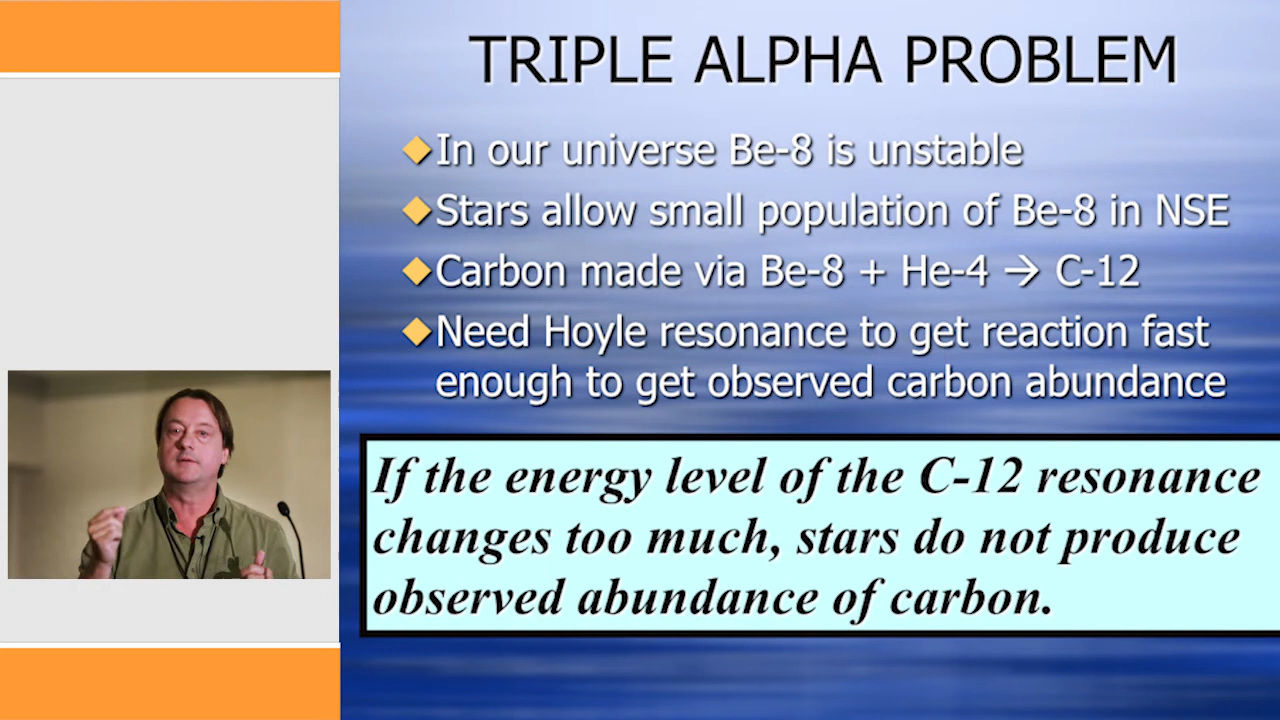 TRIPLE ALPHA PROBLEM
In our universe Be-8 is unstable
Stars allow small population of Be-8 in NSE
Carbon made via Be-8 + He-4 → C-12
Need Hoyle resonance to get reaction fast
enough to get observed carbon abundance
If the energy level of the C-12 resonance
changes too much, stars do not produce
observed abundance of carbon.